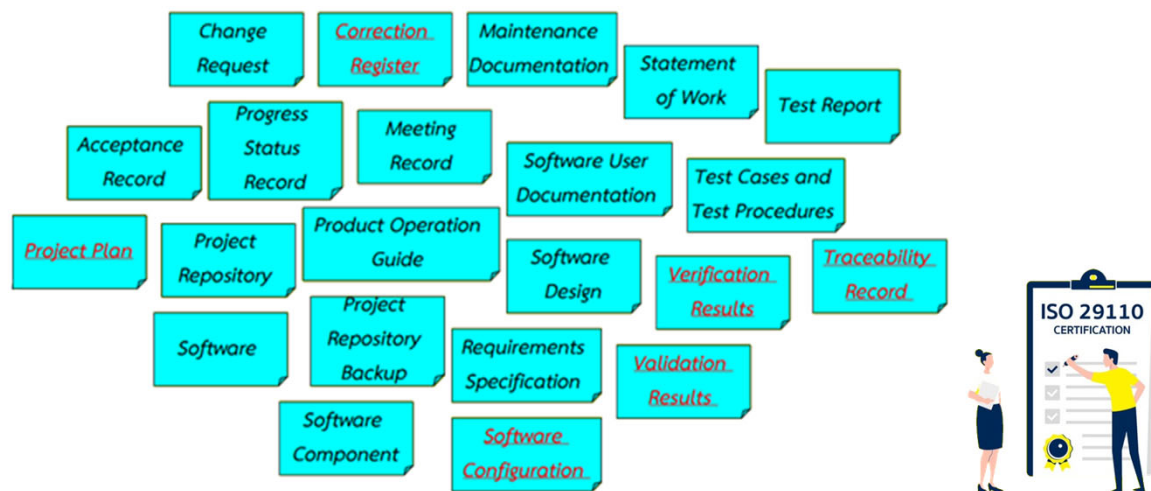 Change
Request
Correction
Register
Maintenance
Documentation
Statement
of Work
Test Report
Acceptance
Record
Progress
Status
Record
Meeting
Record
Software User
Documentation
Test Cases and
Test Procedures
Project Plan
Project
Repository
Product Operation
Guide
Software
Design
Verification
Results
Traceability
Record
Software
Project
Repository
Backup
Requirements
Specification
Validation
Results
Software
Component
Software
Configuration
ISO 29110
CERTIFICATION